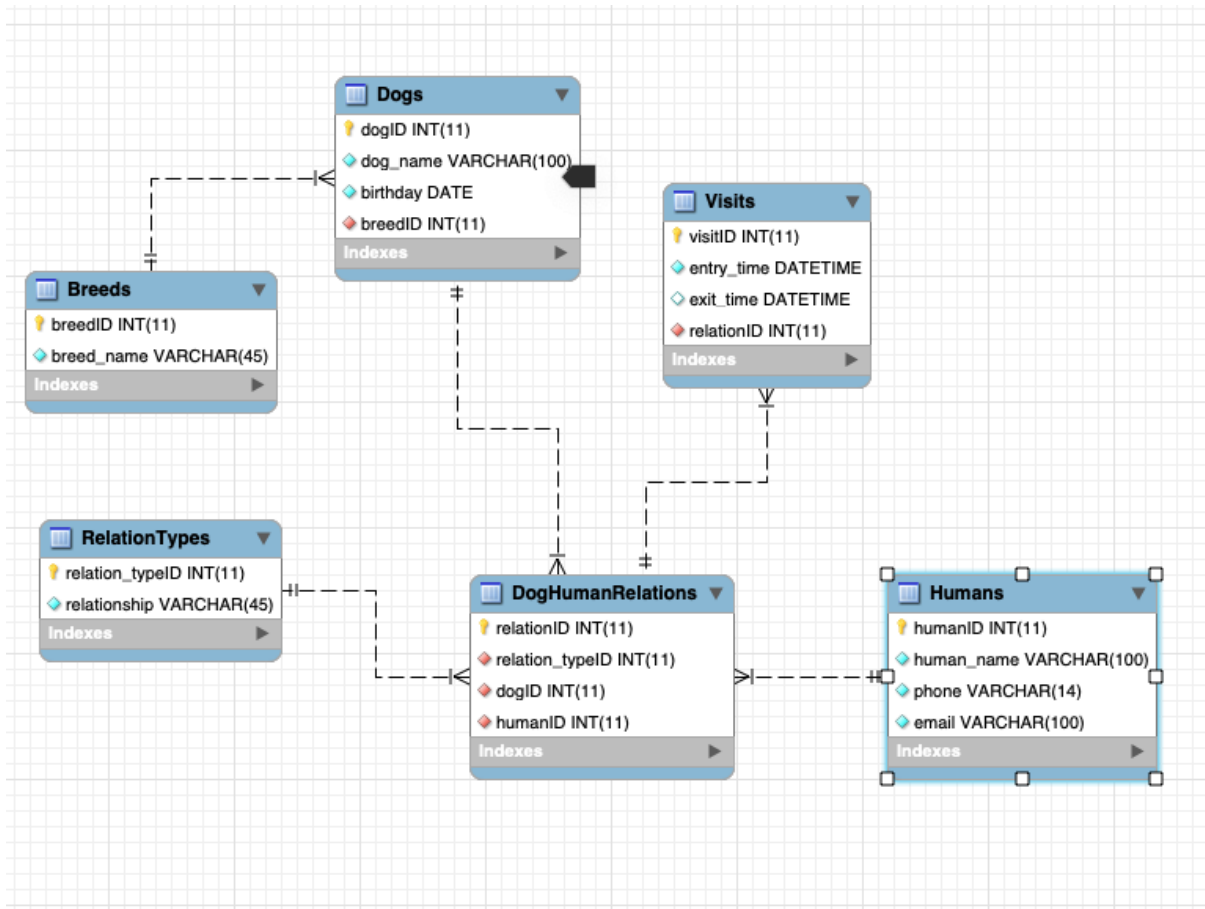 Dogs
dogID INT(11)
dog_name VARCHAR(100)
birthday DATE
breedID INT(11)
Indexes
Visits
visitID INT(11)
entry_time DATETIME
exit_time DATETIME
relationID INT(11)
Indexes
Breeds
breedID INT(11)
breed_name VARCHAR(45)
Indexes
RelationTypes
relation_typeID INT(11)
relationship VARCHAR(45)
Indexes
DogHumanRelations
relationID INT(11)
relation_typeID INT(11)
dogID INT(11)
humanID INT(11)
Indexes
Humans
humanID INT(11)
human_name VARCHAR(100)
phone VARCHAR(14)
email VARCHAR(100)
Indexes